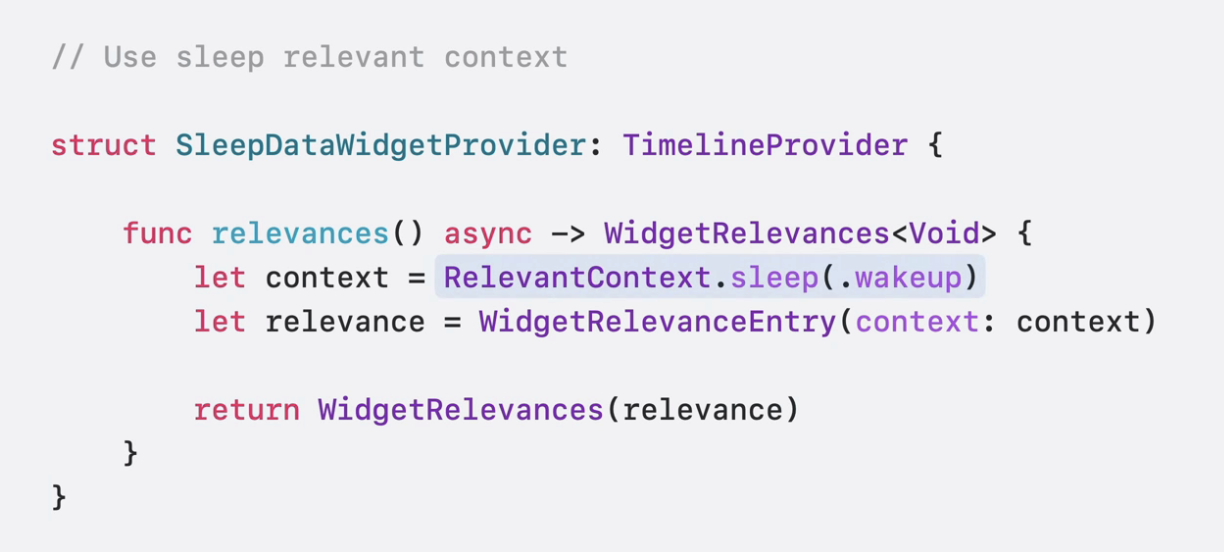 // Use sleep relevant context
struct SleepDataWidgetProvider: TimelineProvider {
func relevances() async -> WidgetRelevances<Void> {
let context = RelevantContext.sleep(.wakeup)
let relevance = WidgetRelevanceEntry(context: context)
return WidgetRelevances(relevance)
}
}